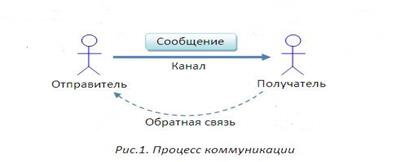 Сообщение
Канал
Отправитель
Получатель
Обратная связь
Рис.1. Процесс коммуникации